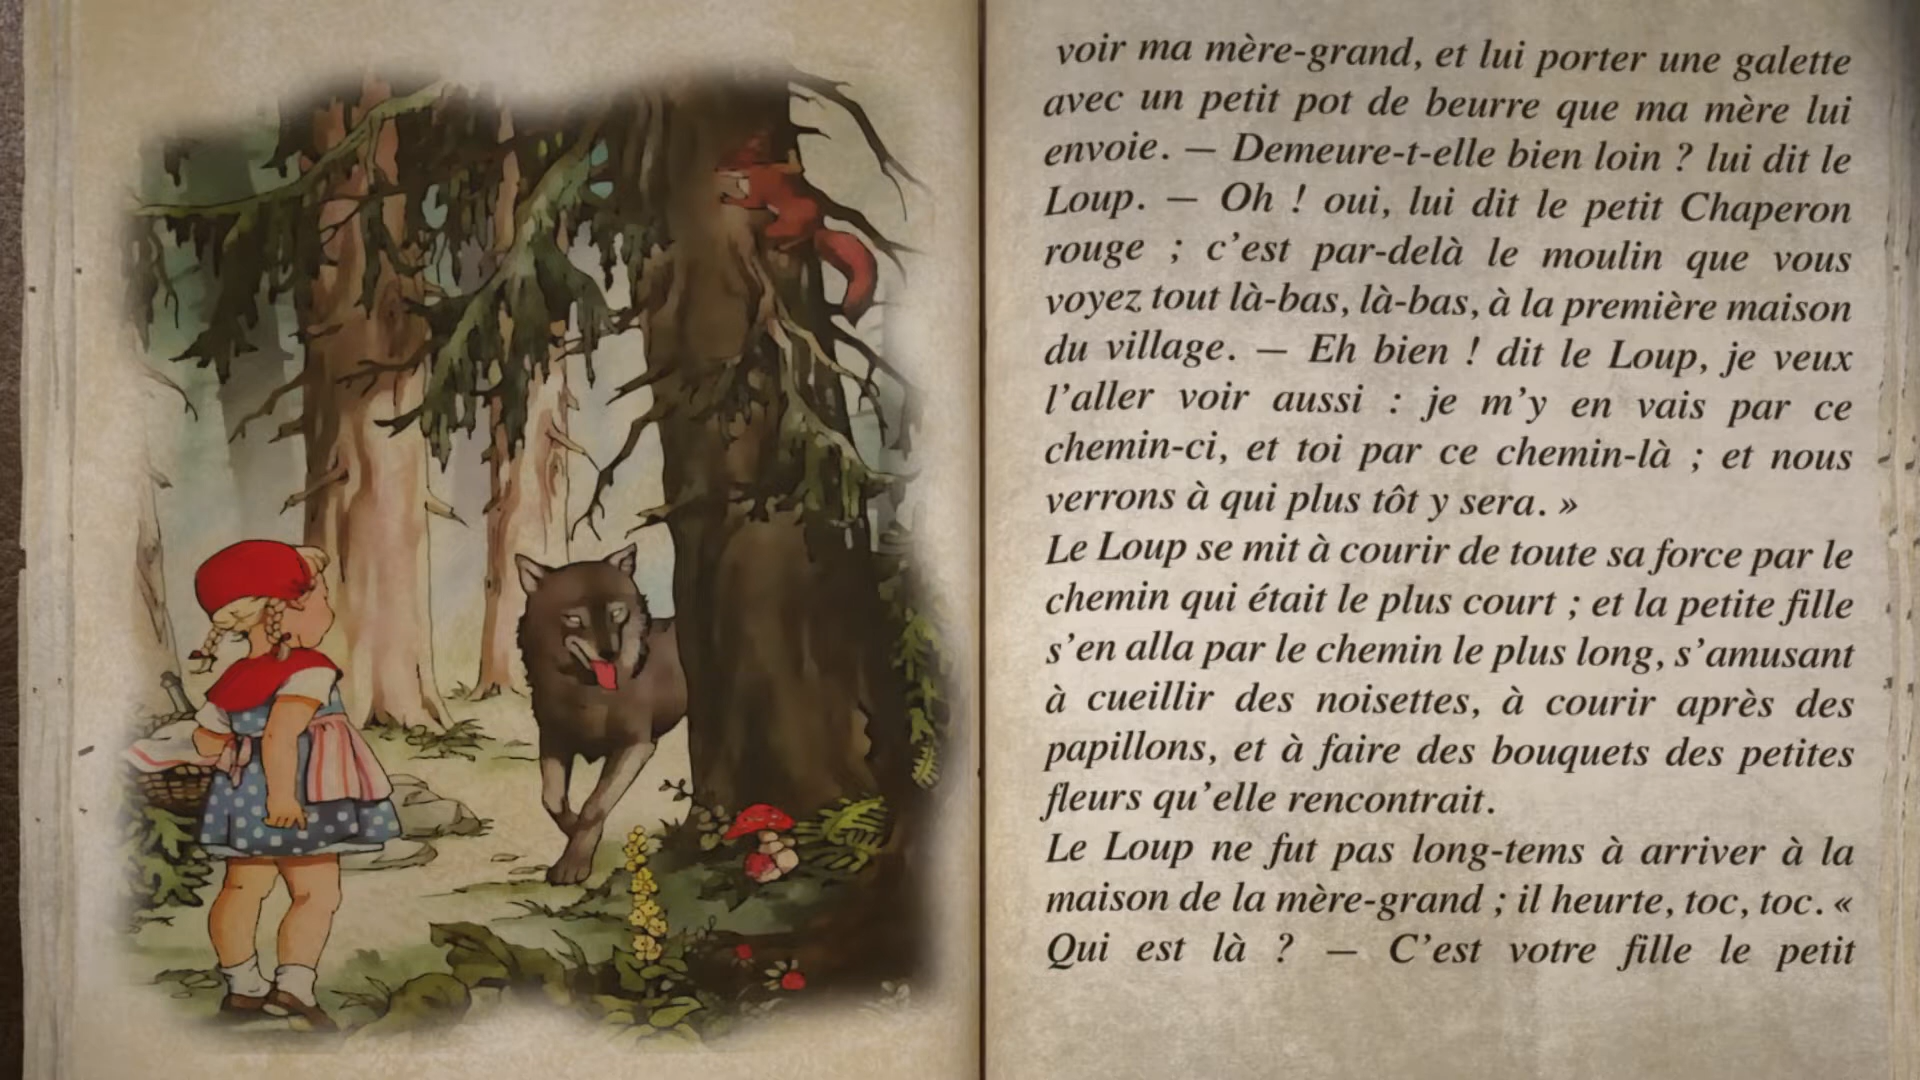 voir ma mère-grand, et lui porter une galette
avec un petit pot de beurre que ma mère lui
envoie. — Demeure-t-elle bien loin ? lui dit le
Loup. — Oh ! oui, lui dit le petit Chaperon
rouge ; c’est par-delà le moulin que vous
voyez tout là-bas, là-bas, à la première maison
du village. — Eh bien ! dit le Loup, je veux
l’aller voir aussi : je m’y en vais par ce
chemin-ci, et toi par ce chemin-là ; et nous
verrons à qui plus tôt y sera. »
Le Loup se mit à courir de toute sa force par le
chemin qui était le plus court ; et la petite fille
s’en alla par le chemin le plus long, s’amusant
à cueillir des noisettes, à courir après des
papillons, et à faire des bouquets des petites
fleurs qu’elle rencontrait.
Le Loup ne fut pas long-tems à arriver à la
maison de la mère-grand ; il heurte, toc, toc. «
Qui est là ? — C’est votre fille le petit